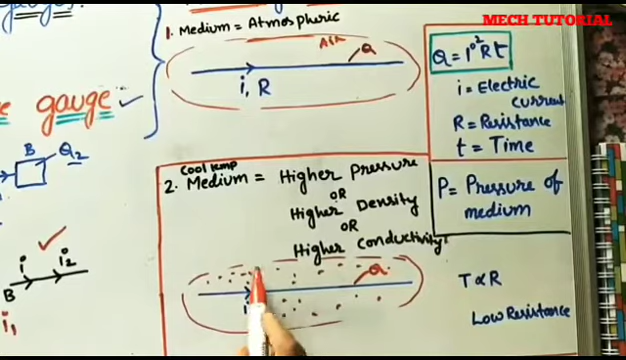 MECH TUTORIAL
1. Medium = Atmospheric
Air
Q
i, R
gauge
B
Q2
i
i2
B
i1
Cool temp
2. Medium = Higher Pressure
OR
Higher Density
OR
Higher Conductivity
Q
i
Q = i²Rt
i = Electric
current
R = Resistance
t = Time
P = Pressure of
medium
T ∝ R
Low Resistance